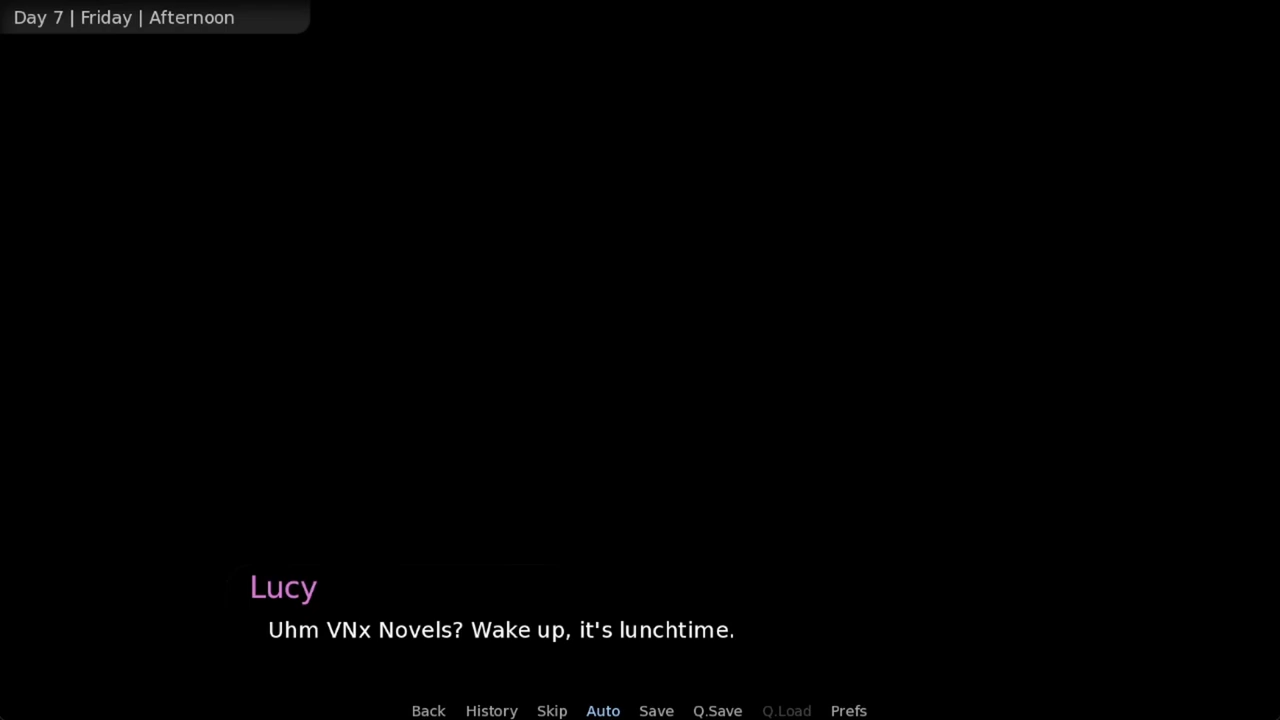 Day 7 | Friday | Afternoon
Lucy
Uhm VNx Novels? Wake up, it's lunchtime.
Back History Skip Auto Save Q.Save Q.Load Prefs